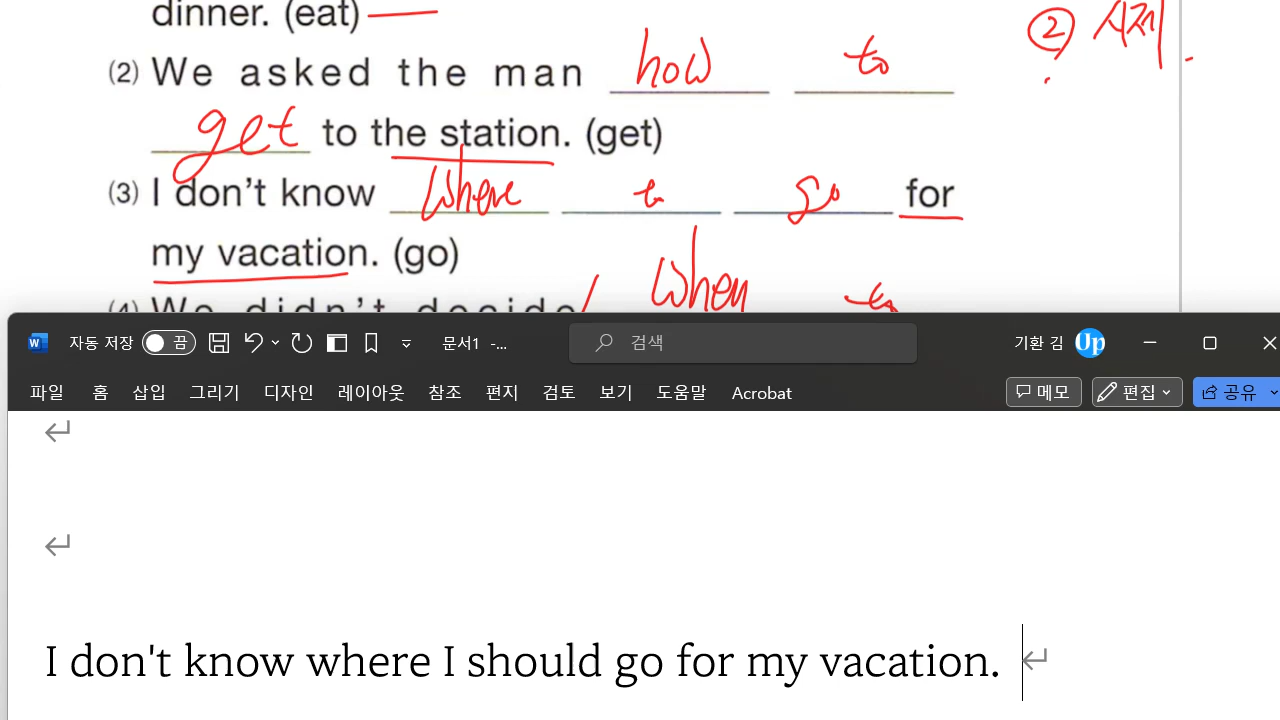 dinner. (eat)
② 시제.
(2) We asked the man how to
get to the station. (get)
(3) I don't know where to go for
my vacation. (go)
when to
(4) We didn't decide
자동 저장 끔 문서1 -... 검색 기환 김 Up
파일 홈 삽입 그리기 디자인 레이아웃 참조 편지 검토 보기 도움말 Acrobat 메모 편집 공유
I don't know where I should go for my vacation.